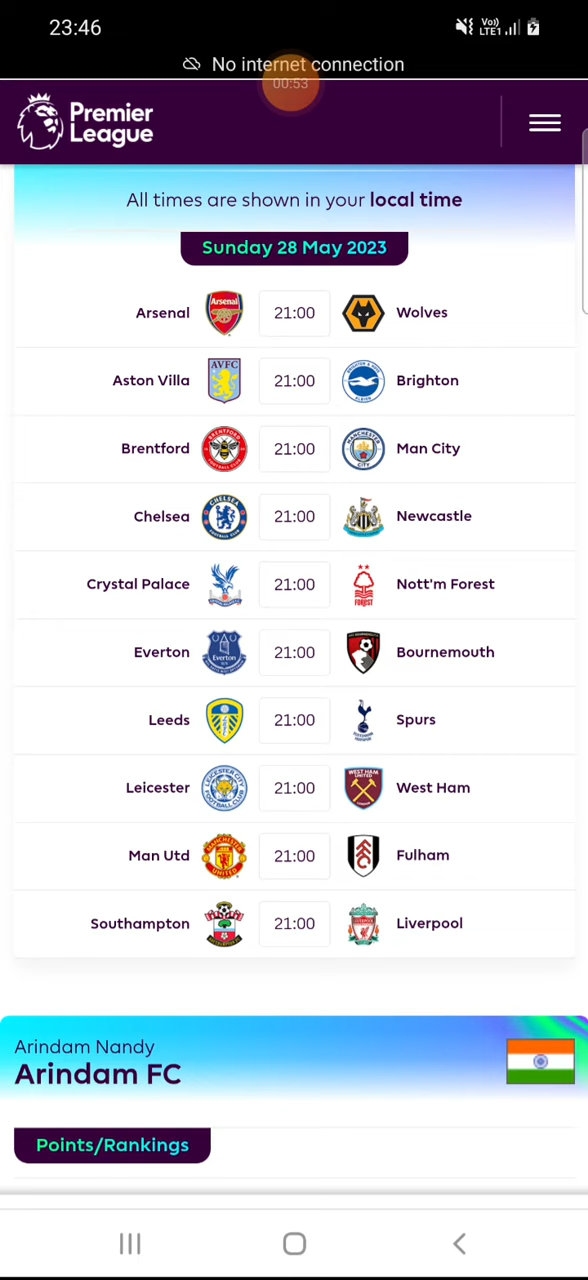 23:46
Vo)) LTE1
No internet connection
00:53
Premier League
All times are shown in your local time
Sunday 28 May 2023
Arsenal 21:00 Wolves
Aston Villa 21:00 Brighton
Brentford 21:00 Man City
Chelsea 21:00 Newcastle
Crystal Palace 21:00 Nott'm Forest
Everton 21:00 Bournemouth
Leeds 21:00 Spurs
Leicester 21:00 West Ham
Man Utd 21:00 Fulham
Southampton 21:00 Liverpool
Arindam Nandy
Arindam FC
Points/Rankings